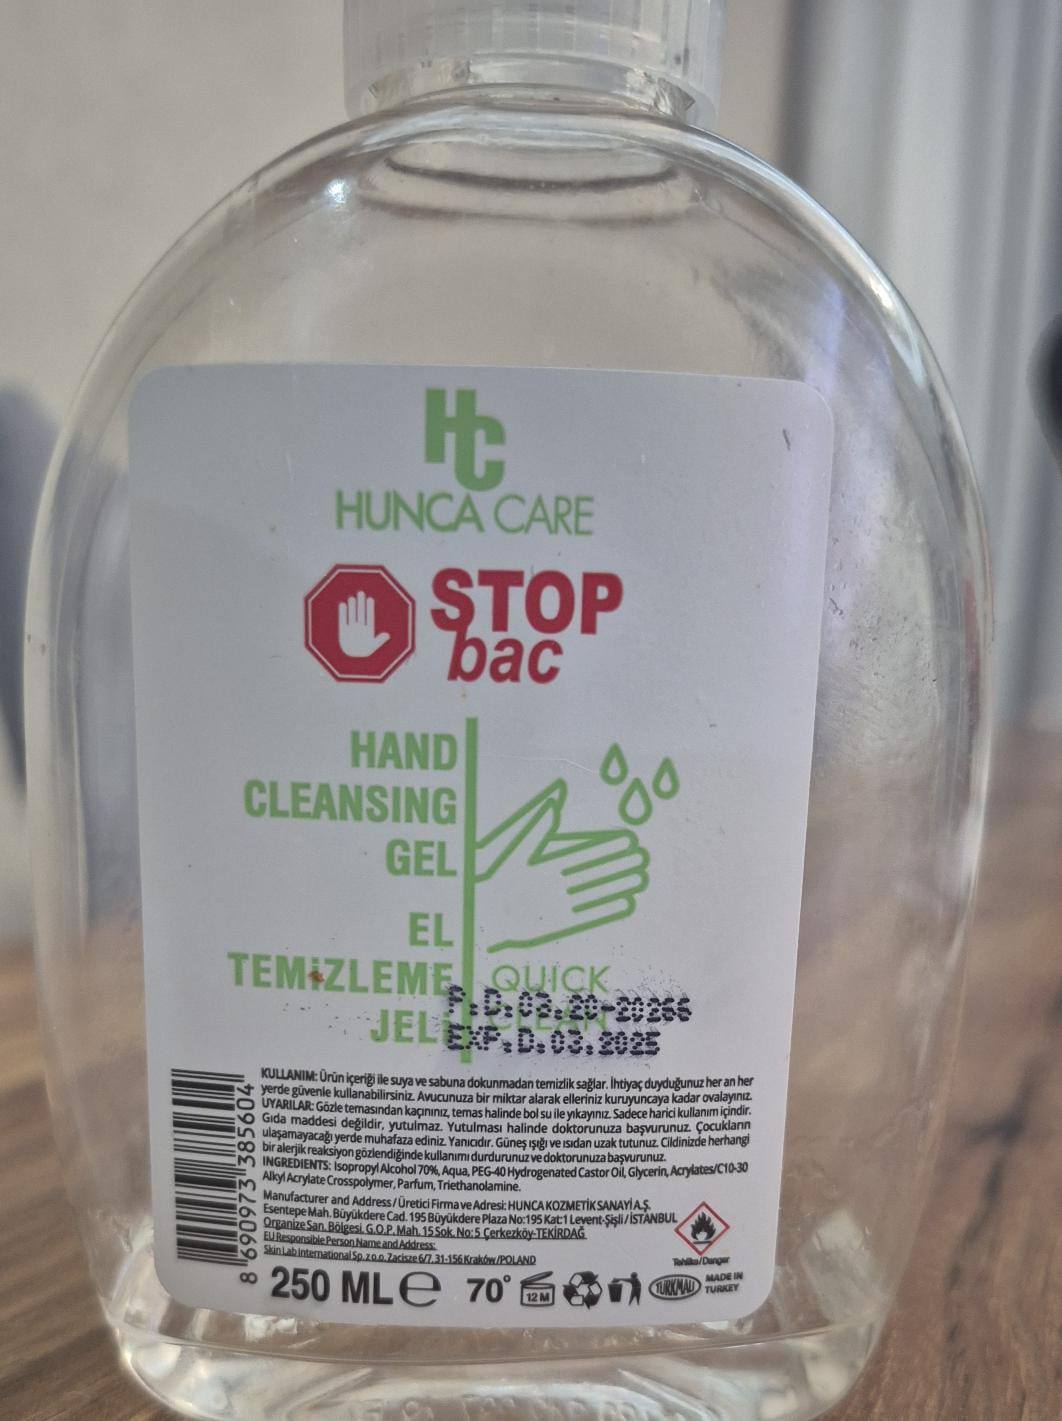 HC
HUNCA CARE
STOP
bac
HAND
CLEANSING
GEL
EL
TEMİZLEME
JELİ
QUICK
CLEAN
P.D.03.20-20266
EXP.D.03.2025
8 690973 385604
KULLANIM: Ürün içeriği ile suya ve sabuna dokunmadan temizlik sağlar. İhtiyaç duyduğunuz her an her
yerde güvenle kullanabilirsiniz. Avucunuza bir miktar alarak elleriniz kuruyuncaya kadar ovalayınız.
UYARILAR: Gözle temasından kaçınınız, temas halinde bol su ile yıkayınız. Sadece harici kullanım içindir.
Gıda maddesi değildir, yutulmaz. Yutulması halinde doktorunuza başvurunuz. Çocukların
ulaşamayacağı yerde muhafaza ediniz. Yanıcıdır. Güneş ışığı ve ısıdan uzak tutunuz. Cildinizde herhangi
bir alerjik reaksiyon gözlendiğinde kullanımı durdurunuz ve doktorunuza başvurunuz.
INGREDIENTS: Isopropyl Alcohol 70%, Aqua, PEG-40 Hydrogenated Castor Oil, Glycerin, Acrylates/C10-30
Alkyl Acrylate Crosspolymer, Parfum, Triethanolamine.
Manufacturer and Address / Üretici Firma ve Adresi: HUNCA KOZMETİK SANAYİ A.Ş.
Esentepe Mah. Büyükdere Cad. 195 Büyükdere Plaza No:195 Kat:1 Levent-Şişli / İSTANBUL
Organize San. Bölgesi. G.O.P. Mah. 15 Sok. No: 5 Çerkezköy-TEKİRDAĞ
EU Responsible Person Name and Address:
Skin Lab International Sp. z o.o. Zacisze 6/7, 31-156 Kraków / POLAND
Tehlike / Danger
250 ML e 70° 12 M TÜRK MALI MADE IN
TURKEY